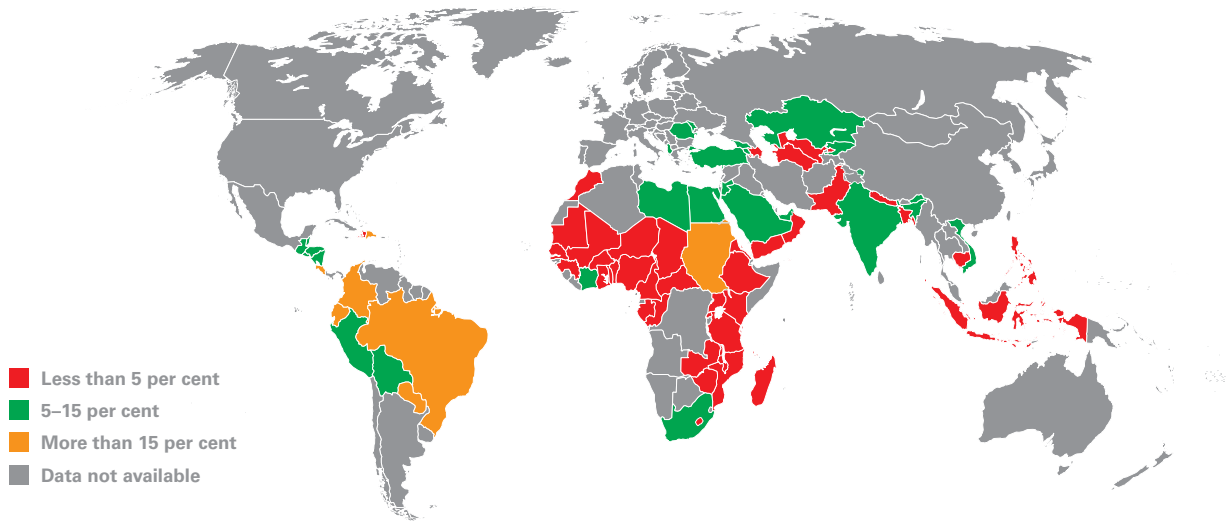 Less than 5 per cent
5–15 per cent
More than 15 per cent
Data not available